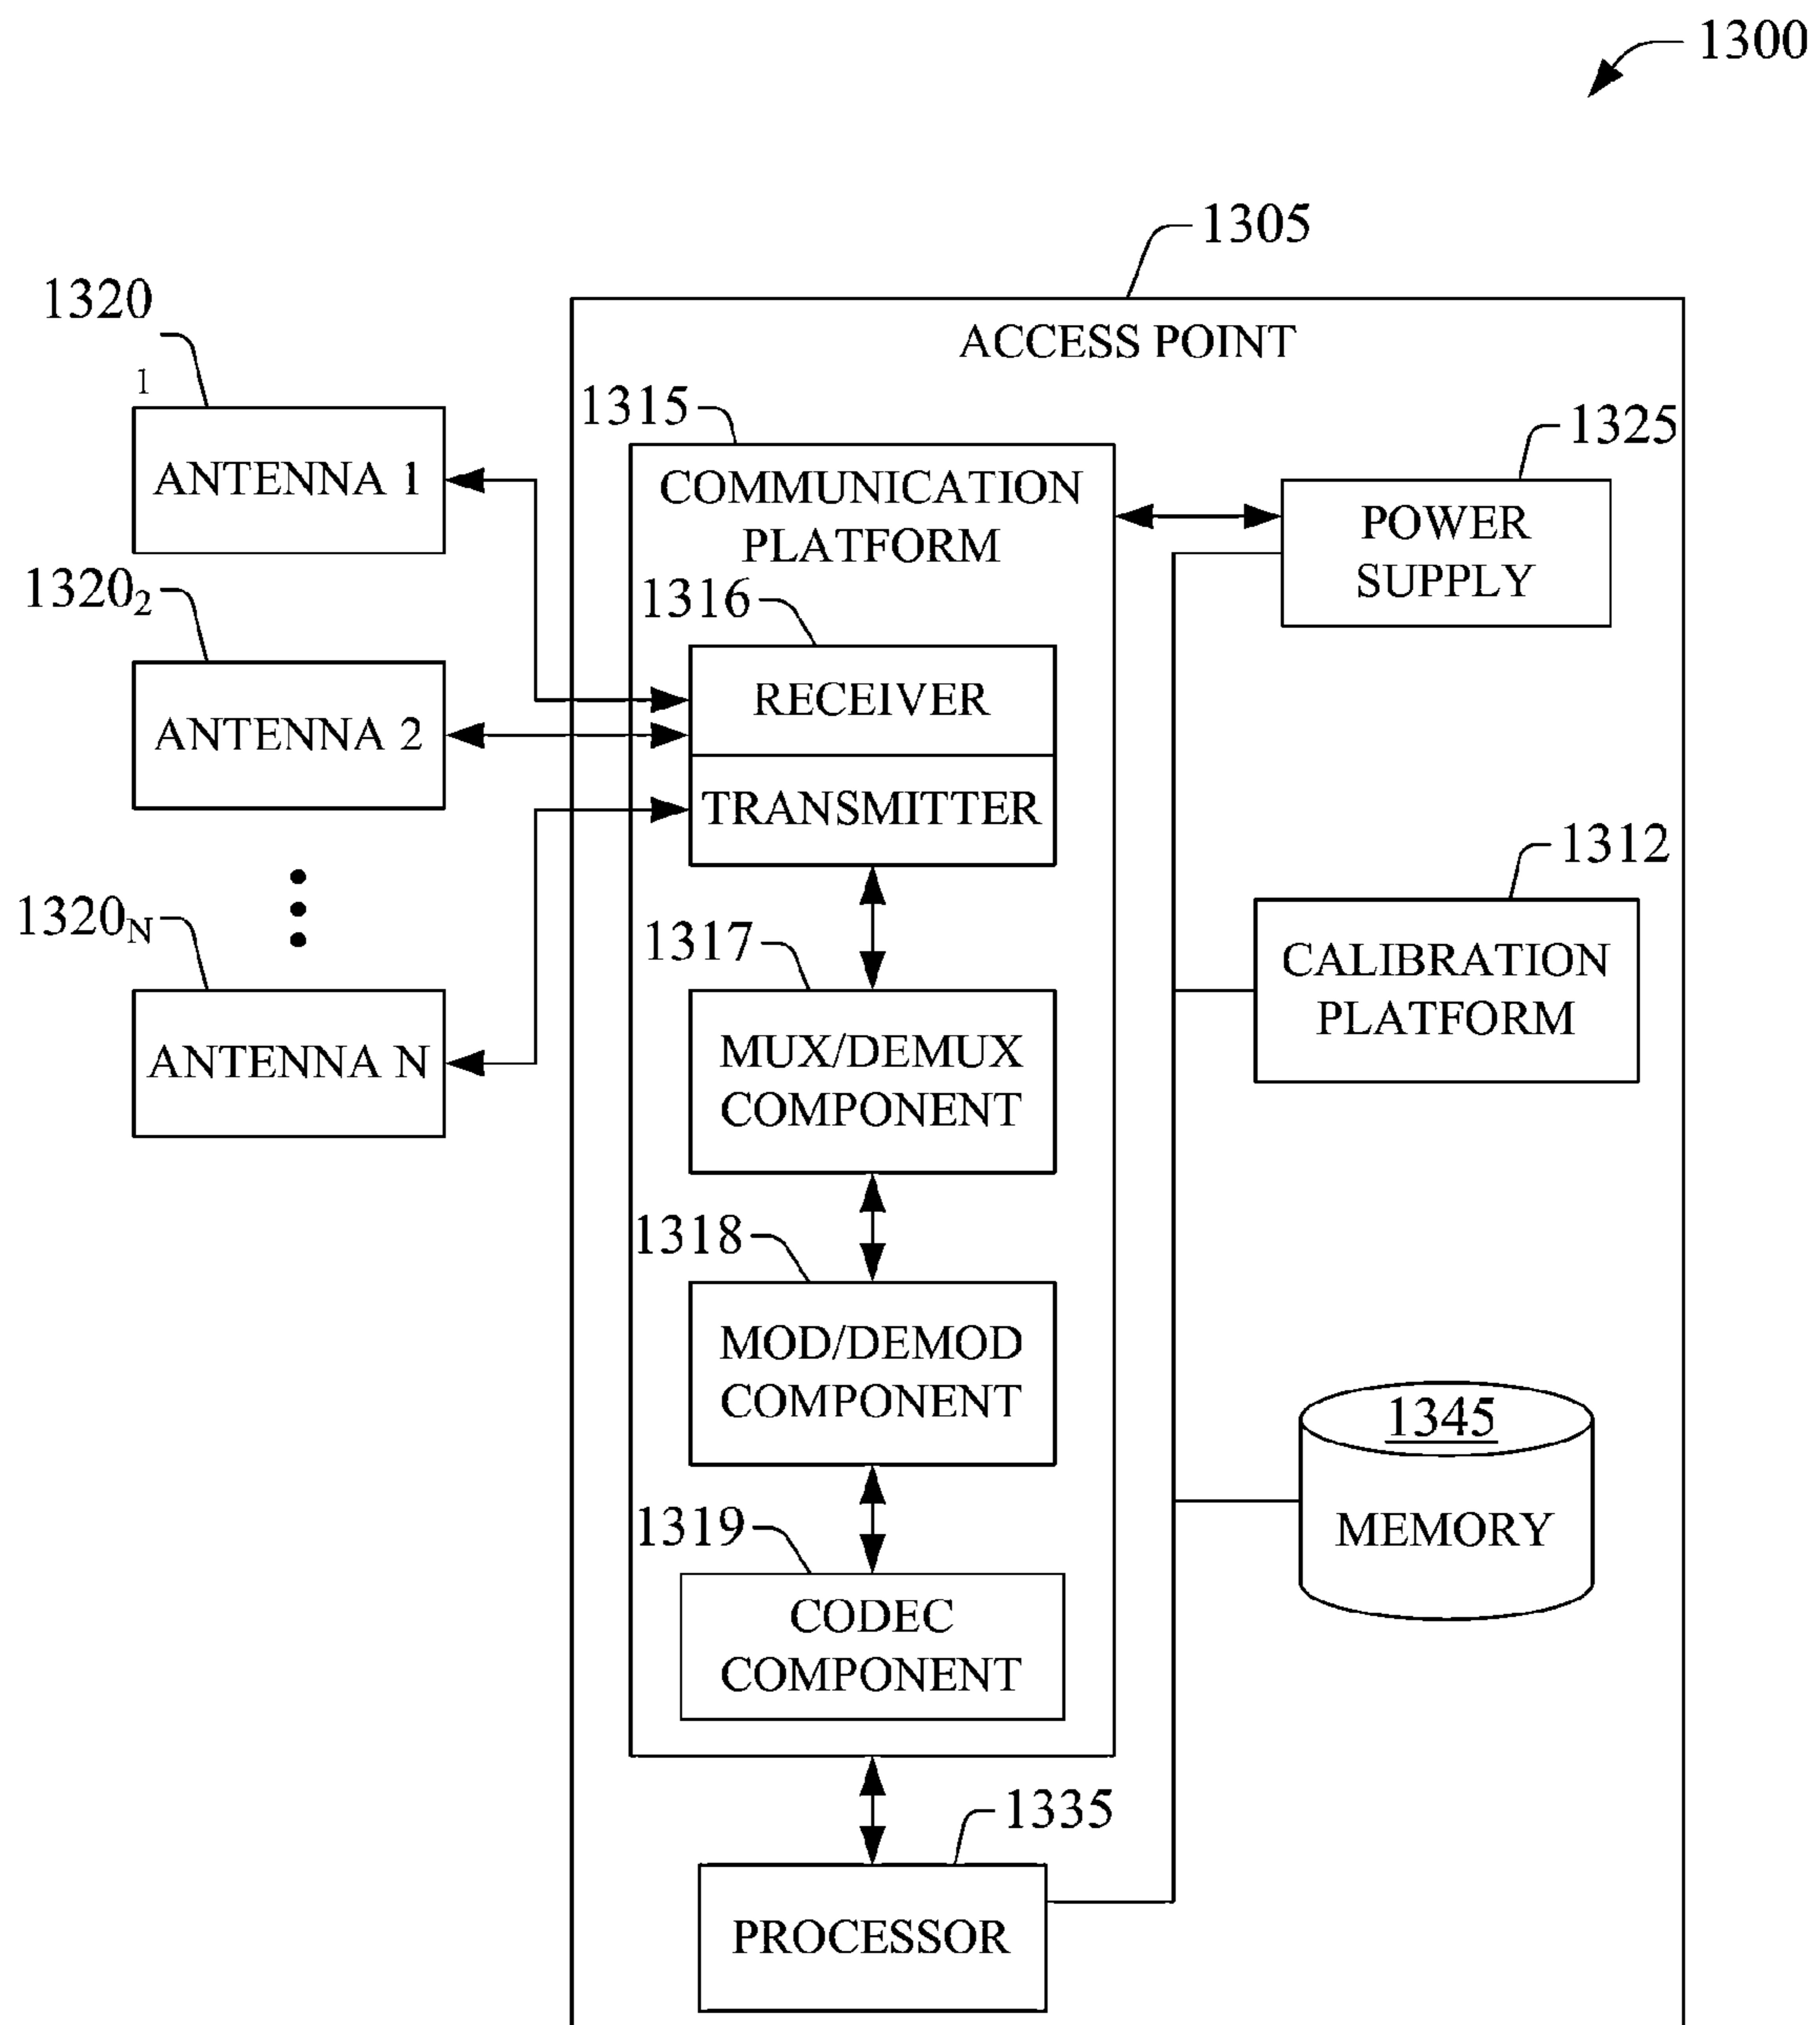 1300
1305
ACCESS POINT
1320
1
ANTENNA 1
1320₂
ANTENNA 2
1320N
ANTENNA N
1315
COMMUNICATION
PLATFORM
1316
RECEIVER
TRANSMITTER
1317
MUX/DEMUX
COMPONENT
1318
MOD/DEMOD
COMPONENT
1319
CODEC
COMPONENT
1335
PROCESSOR
1325
POWER
SUPPLY
1312
CALIBRATION
PLATFORM
1345
MEMORY